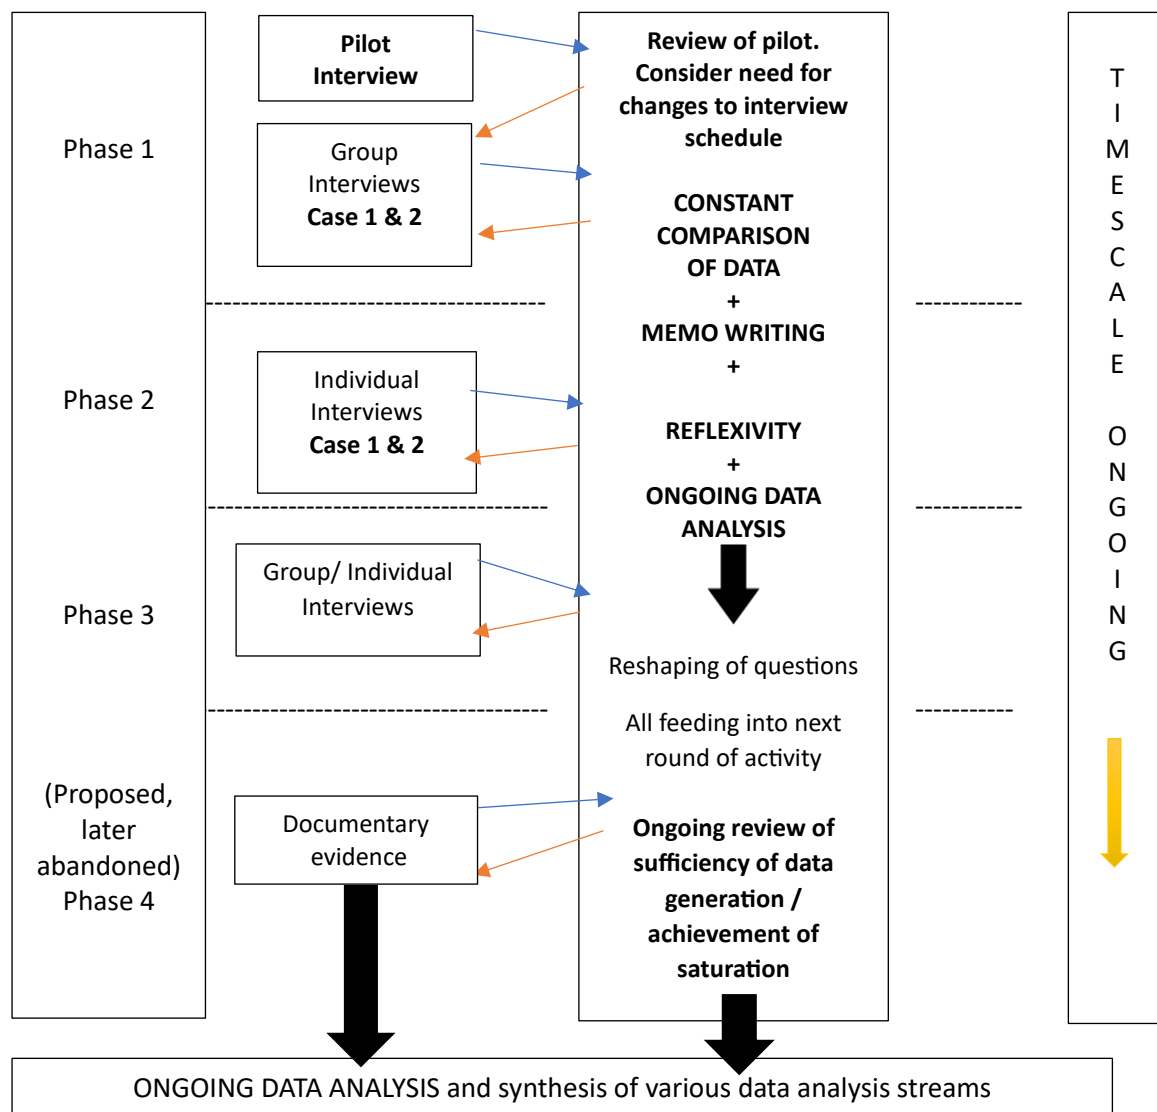 Phase 1
Phase 2
Phase 3
(Proposed,
later
abandoned)
Phase 4
Pilot
Interview
Group
Interviews
Case 1 & 2
Individual
Interviews
Case 1 & 2
Group/ Individual
Interviews
Documentary
evidence
Review of pilot.
Consider need for
changes to interview
schedule
CONSTANT
COMPARISON
OF DATA
+
MEMO WRITING
+
REFLEXIVITY
+
ONGOING DATA
ANALYSIS
Reshaping of questions
All feeding into next
round of activity
Ongoing review of
sufficiency of data
generation /
achievement of
saturation
TIMESCALE ONGOING
ONGOING DATA ANALYSIS and synthesis of various data analysis streams